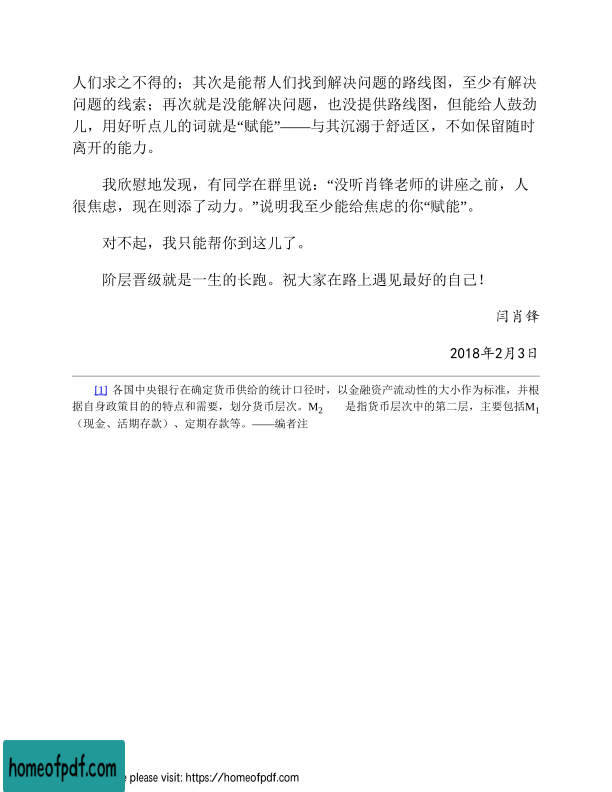 人们求之不得的；其次是能帮人们找到解决问题的路线图，至少有解决
问题的线索；再次就是没能解决问题，也没提供路线图，但能给人鼓劲
儿，用好听点儿的词就是“赋能”——与其沉溺于舒适区，不如保留随时
离开的能力。
我欣慰地发现，有同学在群里说：“没听肖锋老师的讲座之前，人
很焦虑，现在则添了动力。”说明我至少能给焦虑的你“赋能”。
对不起，我只能帮你到这儿了。
阶层晋级就是一生的长跑。祝大家在路上遇见最好的自己！
闫肖锋
2018年2月3日
[1] 各国中央银行在确定货币供给的统计口径时，以金融资产流动性的大小作为标准，并根
据自身政策目的的特点和需要，划分货币层次。M2 是指货币层次中的第二层，主要包括M1
（现金、活期存款）、定期存款等。——编者注
homeofpdf.com
please visit: https://homeofpdf.com